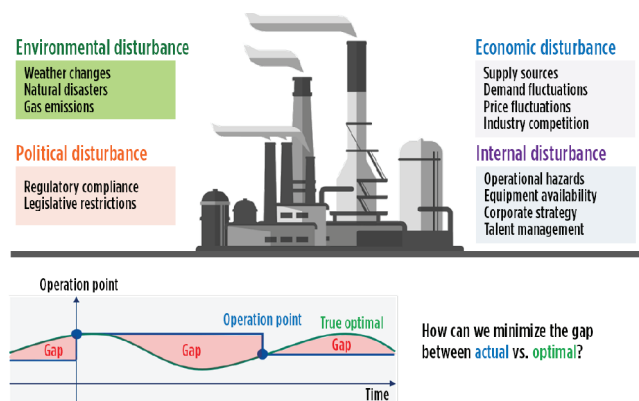 Environmental disturbance
Weather changes
Natural disasters
Gas emissions
Political disturbance
Regulatory compliance
Legislative restrictions
Economic disturbance
Supply sources
Demand fluctuations
Price fluctuations
Industry competition
Internal disturbance
Operational hazards
Equipment availability
Corporate strategy
Talent management
Operation point
Operation point
True optimal
Gap
Gap
Gap
Time
How can we minimize the gap
between actual vs. optimal?